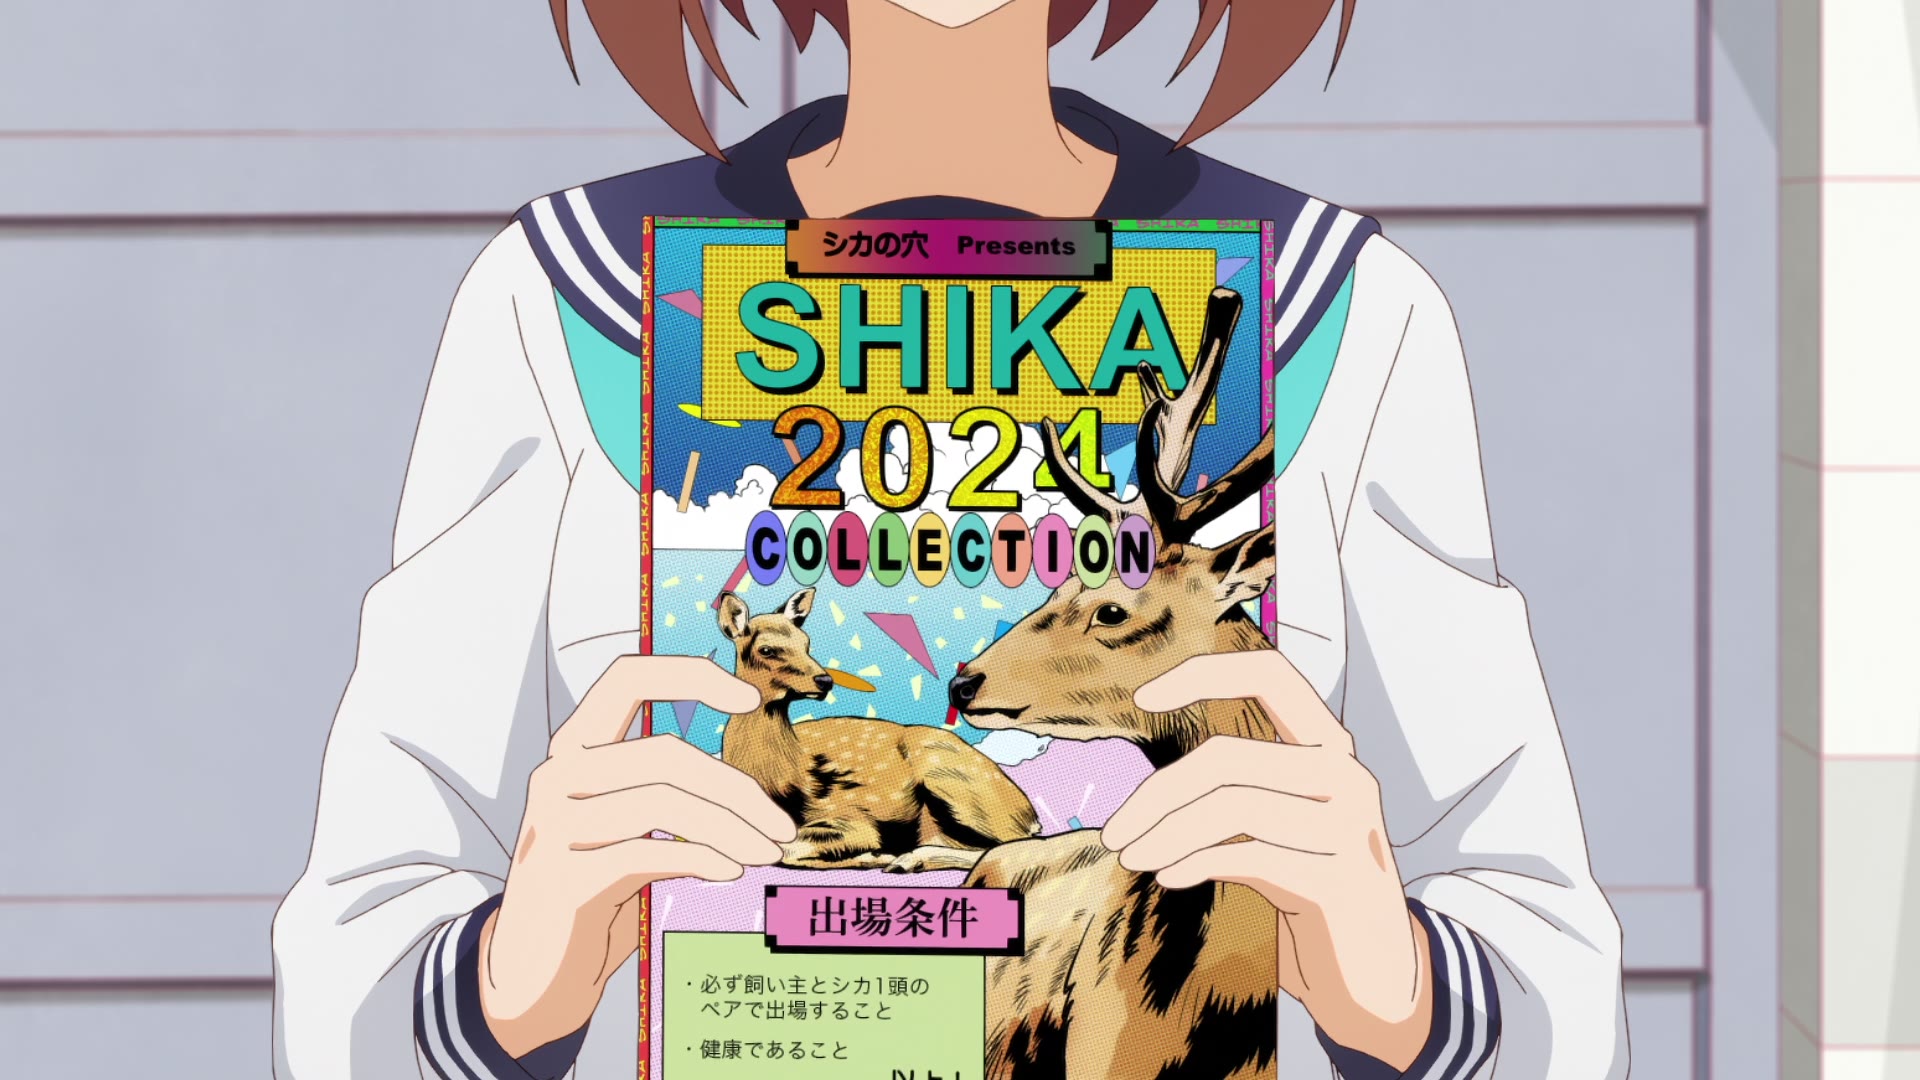 シカの穴 Presents
SHIKA
2024
COLLECTION
出場条件
・必ず飼い主とシカ1頭の
ペアで出場すること
・健康であること